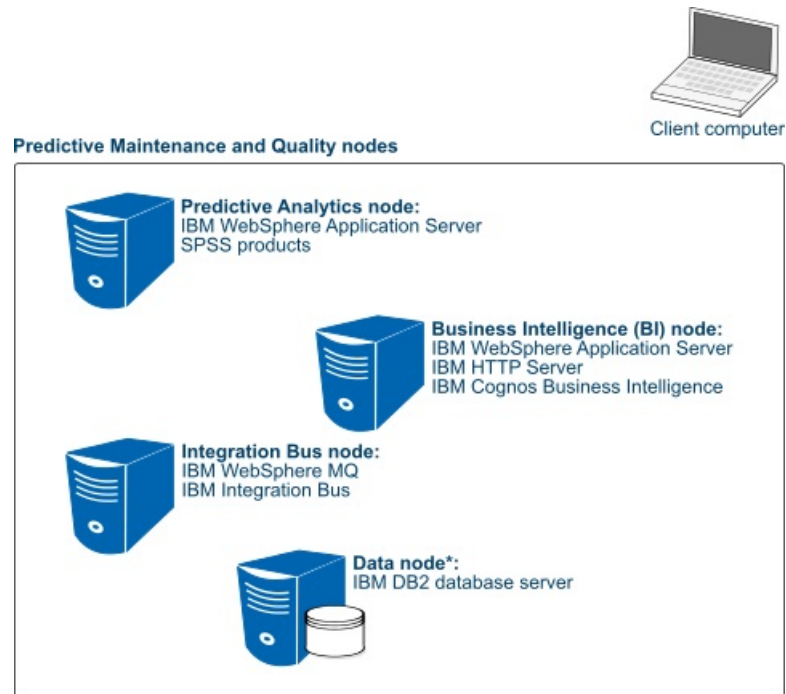 Client computer
Predictive Maintenance and Quality nodes
Predictive Analytics node:
IBM WebSphere Application Server
SPSS products
Business Intelligence (BI) node:
IBM WebSphere Application Server
IBM HTTP Server
IBM Cognos Business Intelligence
Integration Bus node:
IBM WebSphere MQ
IBM Integration Bus
Data node*:
IBM DB2 database server